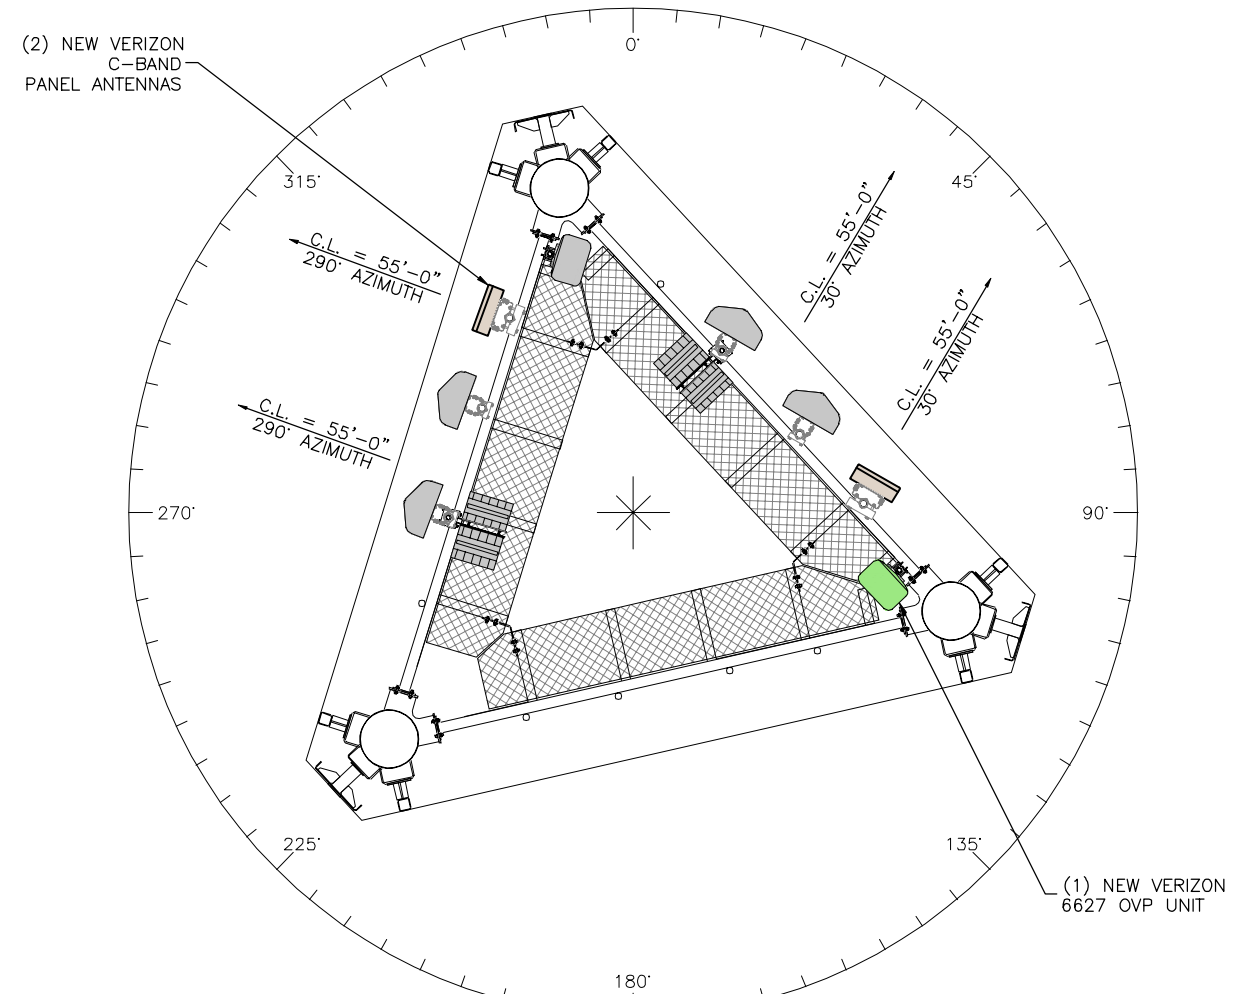 (2) NEW VERIZON
C-BAND
PANEL ANTENNAS
0°
315°
45°
C.L. = 55'-0"
290° AZIMUTH
C.L. = 55'-0"
30° AZIMUTH
C.L. = 55'-0"
30° AZIMUTH
C.L. = 55'-0"
290° AZIMUTH
270°
90°
225°
135°
(1) NEW VERIZON
6627 OVP UNIT
180°